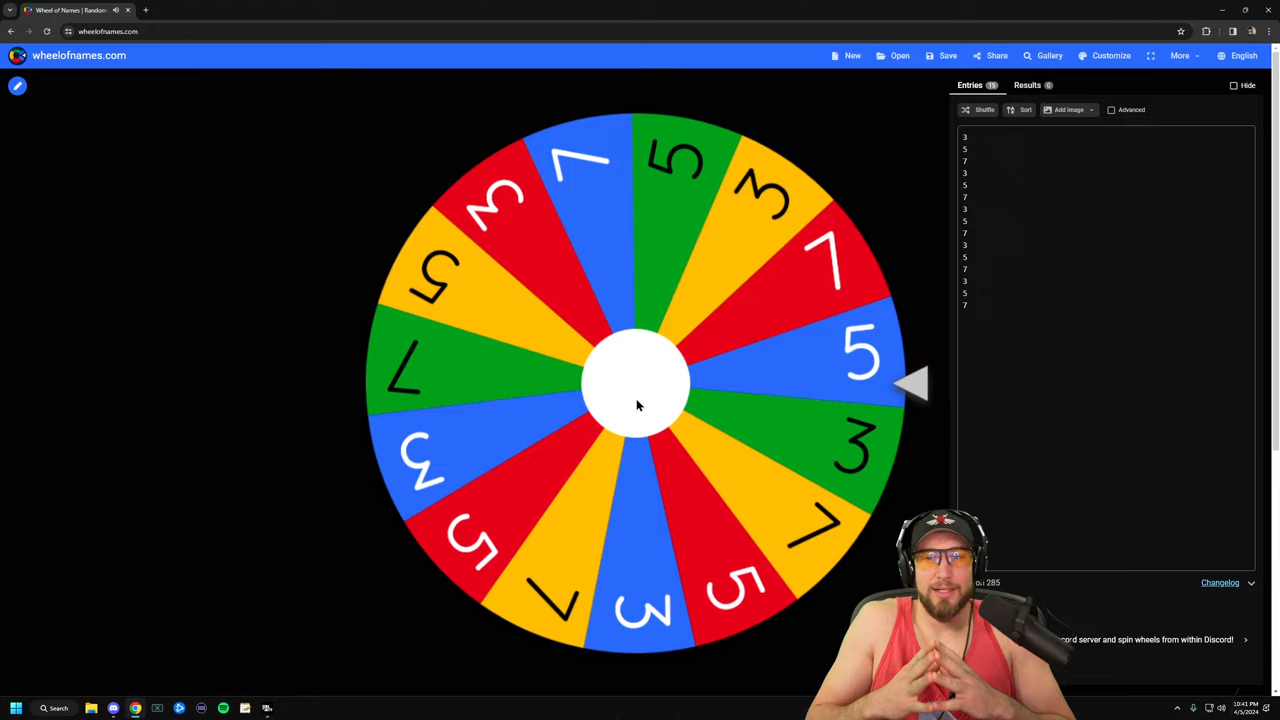 Wheel of Names | Random
wheelofnames.com
wheelofnames.com
New
Open
Save
Share
Gallery
Customize
More
English
Entries 15
Results 0
Hide
Shuffle
Sort
Add image
Advanced
3
5
7
3
5
7
3
5
7
3
5
7
3
5
7
5
3
7
5
3
7
5
3
7
5
3
7
5
3
7
285
Changelog
server and spin wheels from within Discord!
Search
10:41 PM
4/5/2024